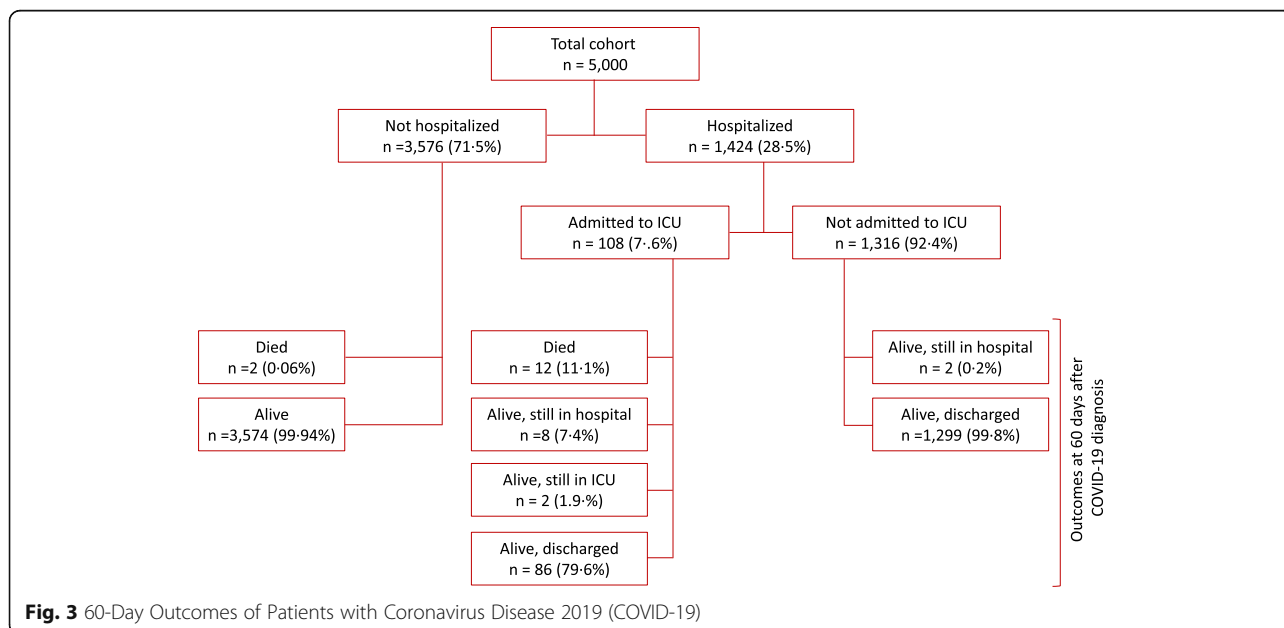 Total cohort
n = 5,000
Not hospitalized
n =3,576 (71·5%)
Hospitalized
n = 1,424 (28·5%)
Admitted to ICU
n = 108 (7·.6%)
Not admitted to ICU
n = 1,316 (92·4%)
Died
n =2 (0·06%)
Alive
n =3,574 (99·94%)
Died
n = 12 (11·1%)
Alive, still in hospital
n =8 (7·4%)
Alive, still in ICU
n = 2 (1.9·%)
Alive, discharged
n = 86 (79·6%)
Alive, still in hospital
n = 2 (0·2%)
Alive, discharged
n =1,299 (99·8%)
Outcomes at 60 days after
COVID-19 diagnosis
Fig. 3 60-Day Outcomes of Patients with Coronavirus Disease 2019 (COVID-19)